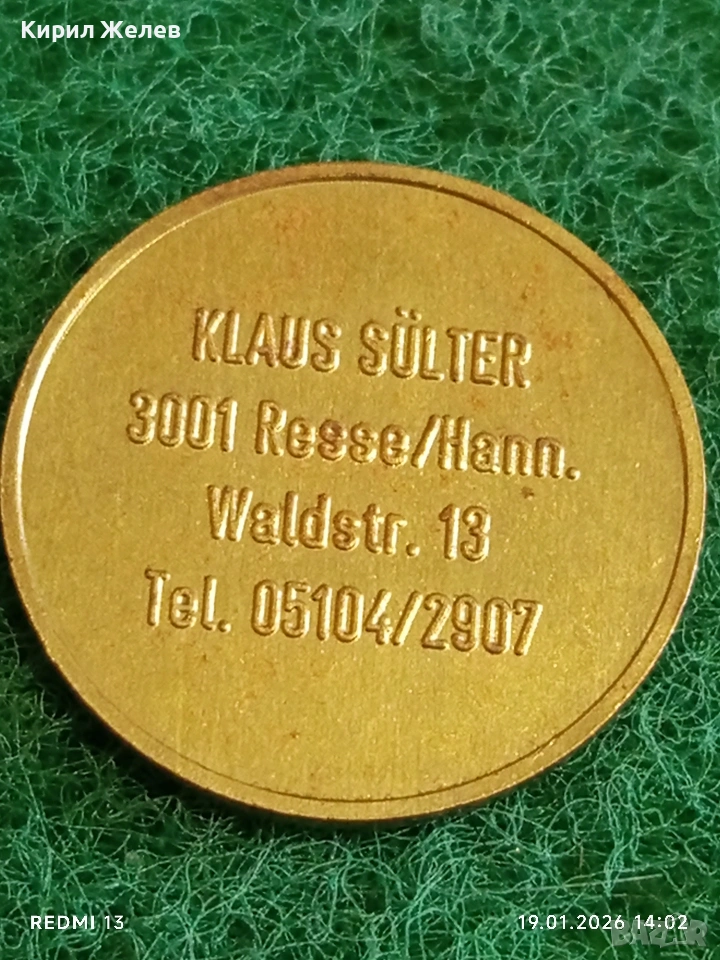 Кирил Желев
KLAUS SÜLTER
3001 Resse/Hann.
Waldstr. 13
Tel. 05104/2907
REDMI 13
19.01.2026 14:02
BAZAR